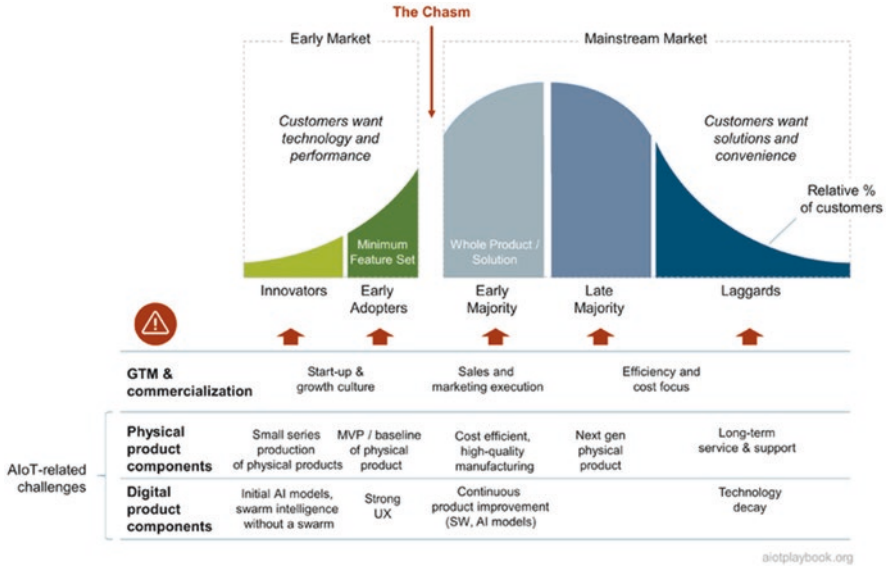 The Chasm
Early Market
Mainstream Market
Customers want
technology and
performance
Customers want
solutions and
convenience
Relative %
of customers
Minimum
Feature Set
Whole Product /
Solution
Innovators
Early
Adopters
Early
Majority
Late
Majority
Laggards
GTM &
commercialization
Start-up &
growth culture
Sales and
marketing execution
Efficiency and
cost focus
AIoT-related
challenges
Physical
product
components
Small series
production
of physical products
MVP / baseline
of physical
product
Cost efficient,
high-quality
manufacturing
Next gen
physical
product
Long-term
service & support
Digital
product
components
Initial AI models,
swarm intelligence
without a swarm
Strong
UX
Continuous
product improvement
(SW, AI models)
Technology
decay
aiotplaybook.org